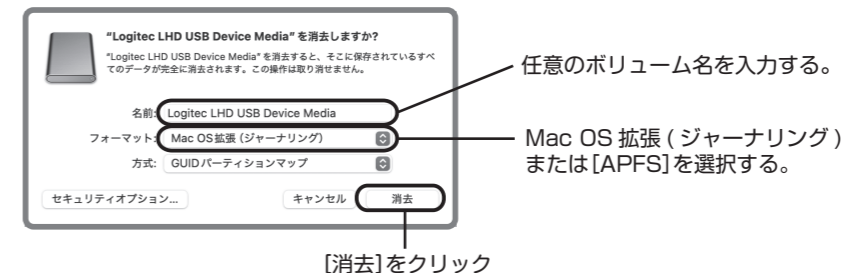 “Logitec LHD USB Device Media” を消去しますか?
“Logitec LHD USB Device Media” を消去すると、そこに保存されているすべ
てのデータが完全に消去されます。この操作は取り消せません。
任意のボリューム名を入力する。
名前: Logitec LHD USB Device Media
フォーマット: Mac OS拡張 (ジャーナリング)
Mac OS 拡張 ( ジャーナリング )
または[APFS]を選択する。
方式: GUIDパーティションマップ
セキュリティオプション... キャンセル 消去
[消去]をクリック